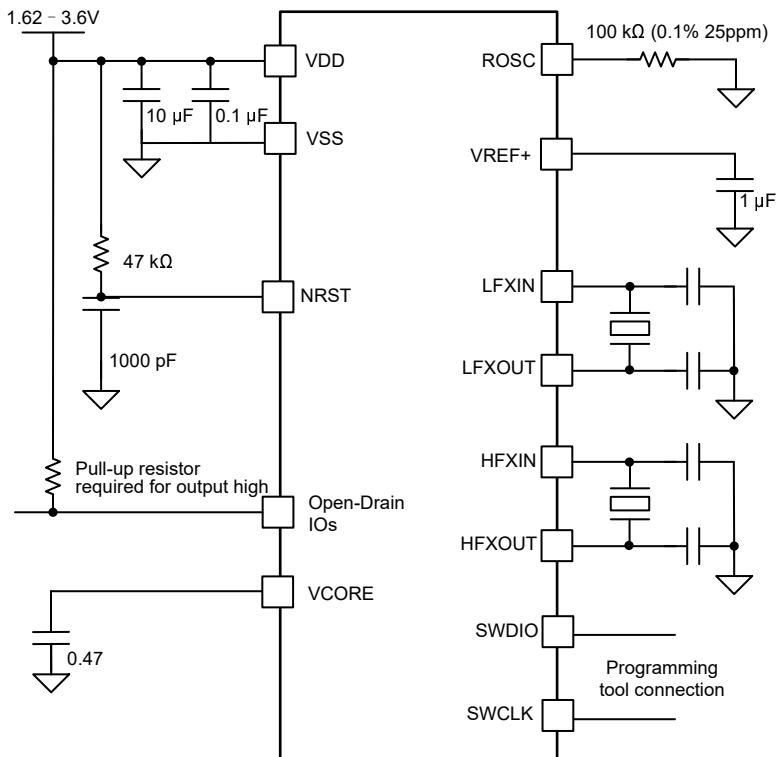 1.62 – 3.6V
VDD
10 µF
0.1 µF
VSS
47 kΩ
NRST
1000 pF
Pull-up resistor
required for output high
Open-Drain
IOs
VCORE
0.47
100 kΩ (0.1% 25ppm)
ROSC
VREF+
1 µF
LFXIN
LFXOUT
HFXIN
HFXOUT
SWDIO
Programming
tool connection
SWCLK